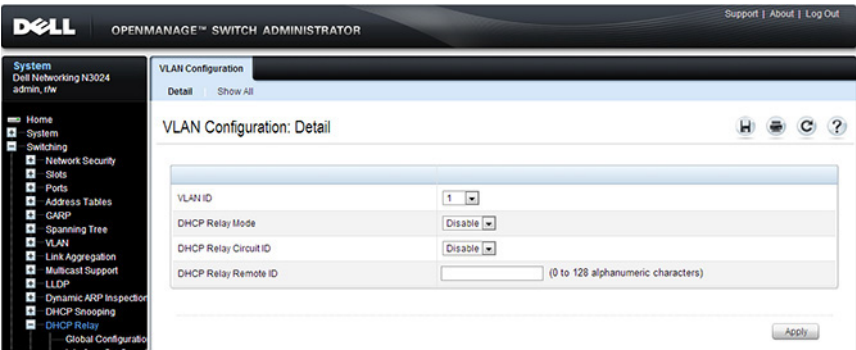 Support | About | Log Out
DELL
OPENMANAGE™ SWITCH ADMINISTRATOR
System
Dell Networking N3024
admin, r/w
Home
System
Switching
Network Security
Slots
Ports
Address Tables
GARP
Spanning Tree
VLAN
Link Aggregation
Multicast Support
LLDP
Dynamic ARP Inspection
DHCP Snooping
DHCP Relay
Global Configuratio
VLAN Configuration
Detail Show All
VLAN Configuration: Detail
VLAN ID 1
DHCP Relay Mode Disable
DHCP Relay Circuit ID Disable
DHCP Relay Remote ID (0 to 128 alphanumeric characters)
Apply